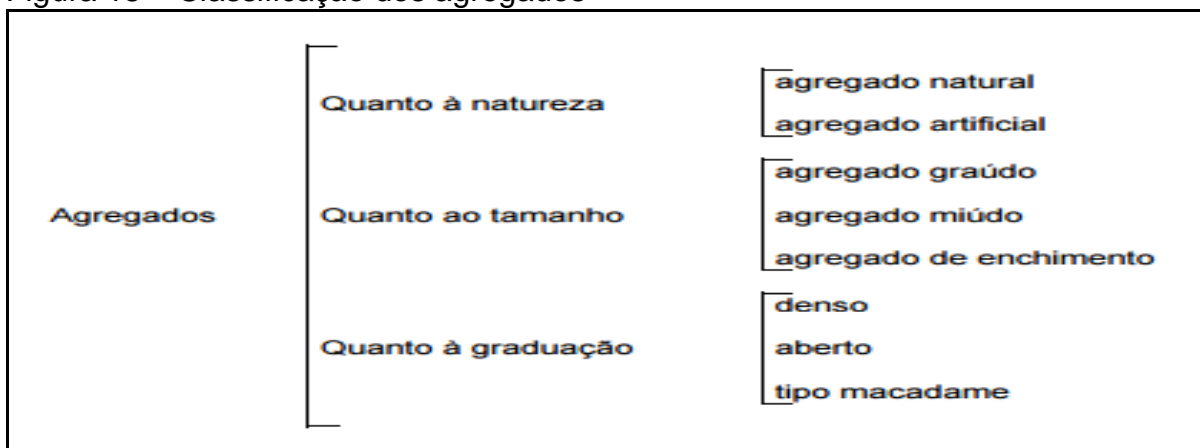 Quanto à natureza
agregado natural
agregado artificial
Agregados
Quanto ao tamanho
agregado graúdo
agregado miúdo
agregado de enchimento
Quanto à graduação
denso
aberto
tipo macadame